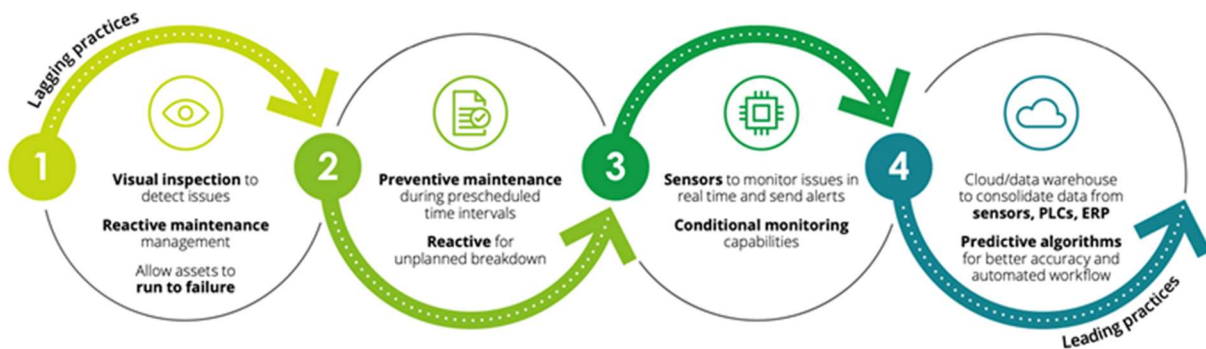 Lagging practices
1
Visual inspection to
detect issues
Reactive maintenance
management
Allow assets to
run to failure
2
Preventive maintenance
during prescheduled
time intervals
Reactive for
unplanned breakdown
3
Sensors to monitor issues in
real time and send alerts
Conditional monitoring
capabilities
4
Cloud/data warehouse
to consolidate data from
sensors, PLCs, ERP
Predictive algorithms
for better accuracy and
automated workflow
Leading practices